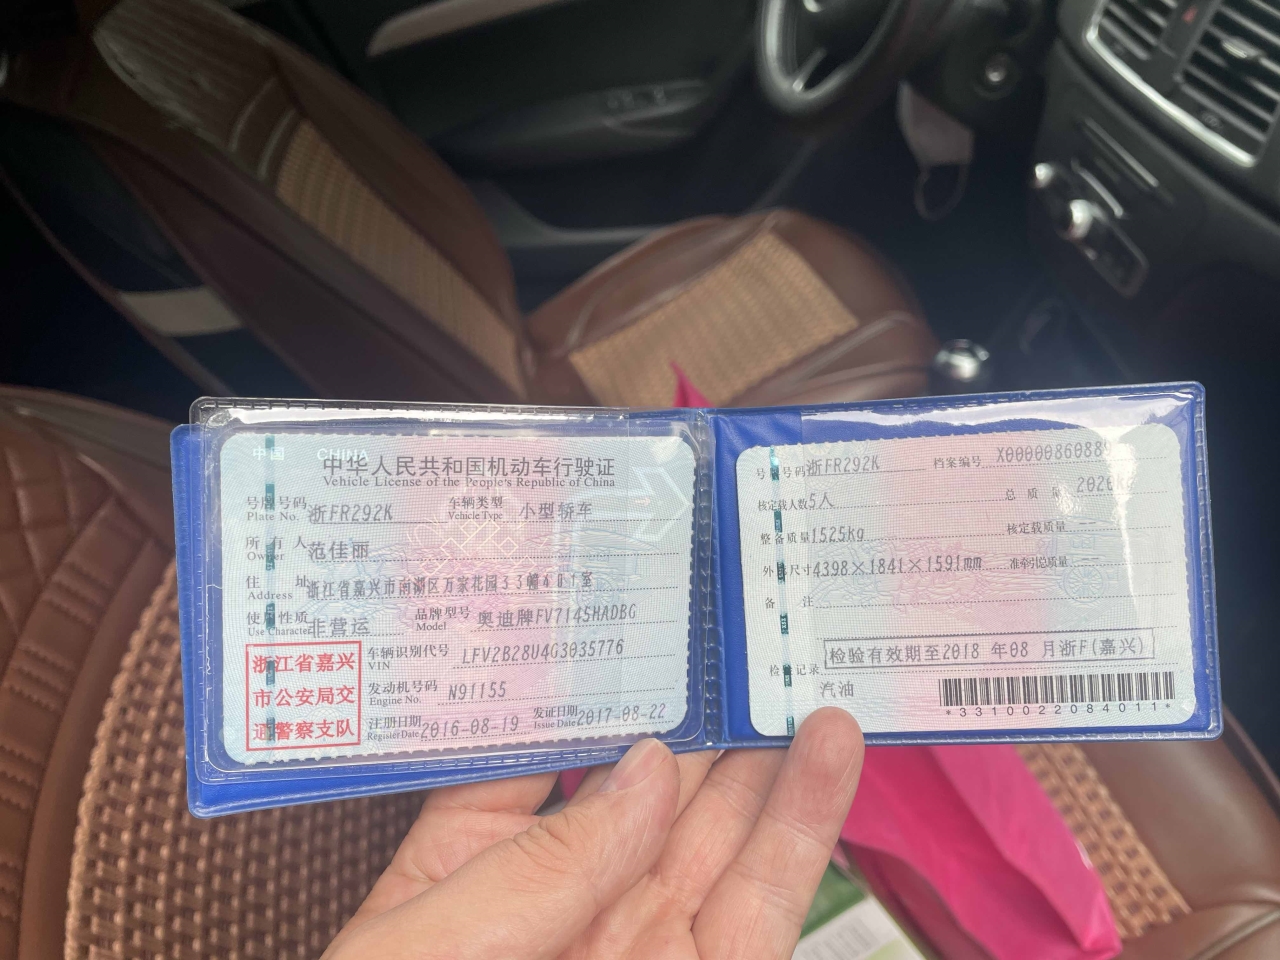 中国 CHINA
中华人民共和国机动车行驶证
Vehicle License of the People's Republic of China
号牌号码 浙FR292K 车辆类型 小型轿车
Plate No. Vehicle Type
所有人 范佳丽
Owner
住址 浙江省嘉兴市南湖区万家花园33幢401室
Address
使用性质 非营运 品牌型号 奥迪牌FV7145HADBG
Use Character Model
浙江省嘉兴
市公安局交
通警察支队
车辆识别代号 LFV2B28U4G3035776
VIN
发动机号码 N91155
Engine No.
注册日期 2016-08-19 发证日期 2017-08-22
Register Date Issue Date
号牌号码 浙FR292K 档案编号 X0000086088
核定载人数 5人 总质量
整备质量 1525kg 核定载质量 --
外廓尺寸 4398×1841×1591mm 准牵引总质量 --
备注
检验记录 检验有效期至2018 年08 月浙F(嘉兴)
汽油
*3310022084011*